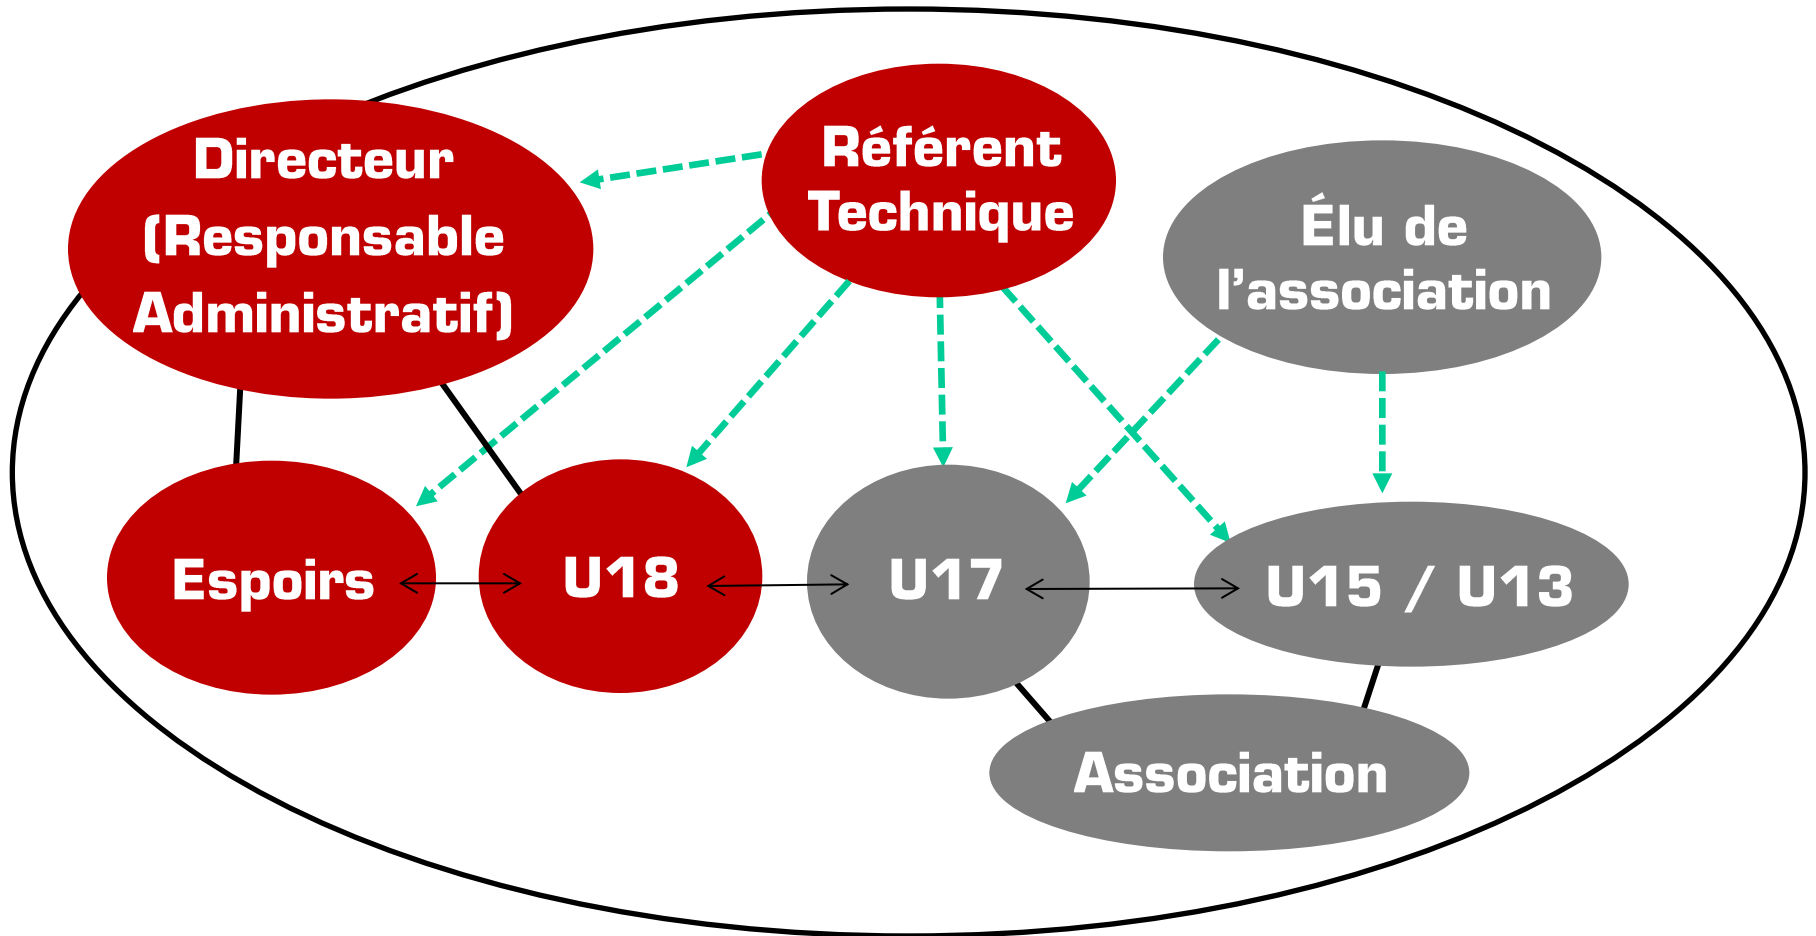 Directeur
(Responsable
Administratif)
Référent
Technique
Élu de
l’association
Espoirs
U18
U17
U15 / U13
Association